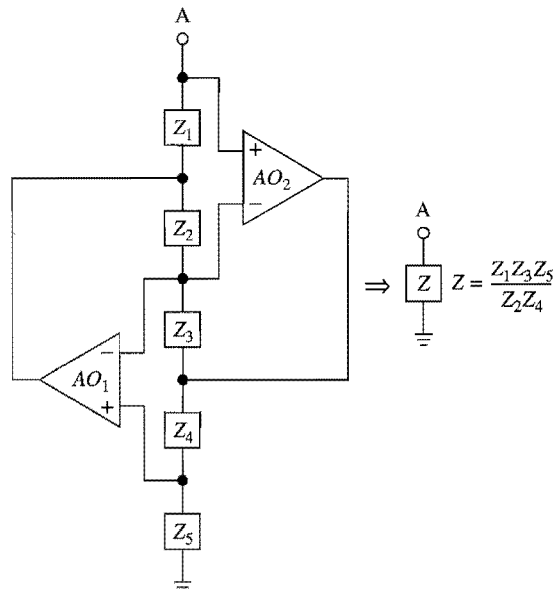 A
Z₁
+
AO₂
−
Z₂
A
⇒
Z
Z = Z₁Z₃Z₅ / Z₂Z₄
Z₃
−
AO₁
+
Z₄
Z₅